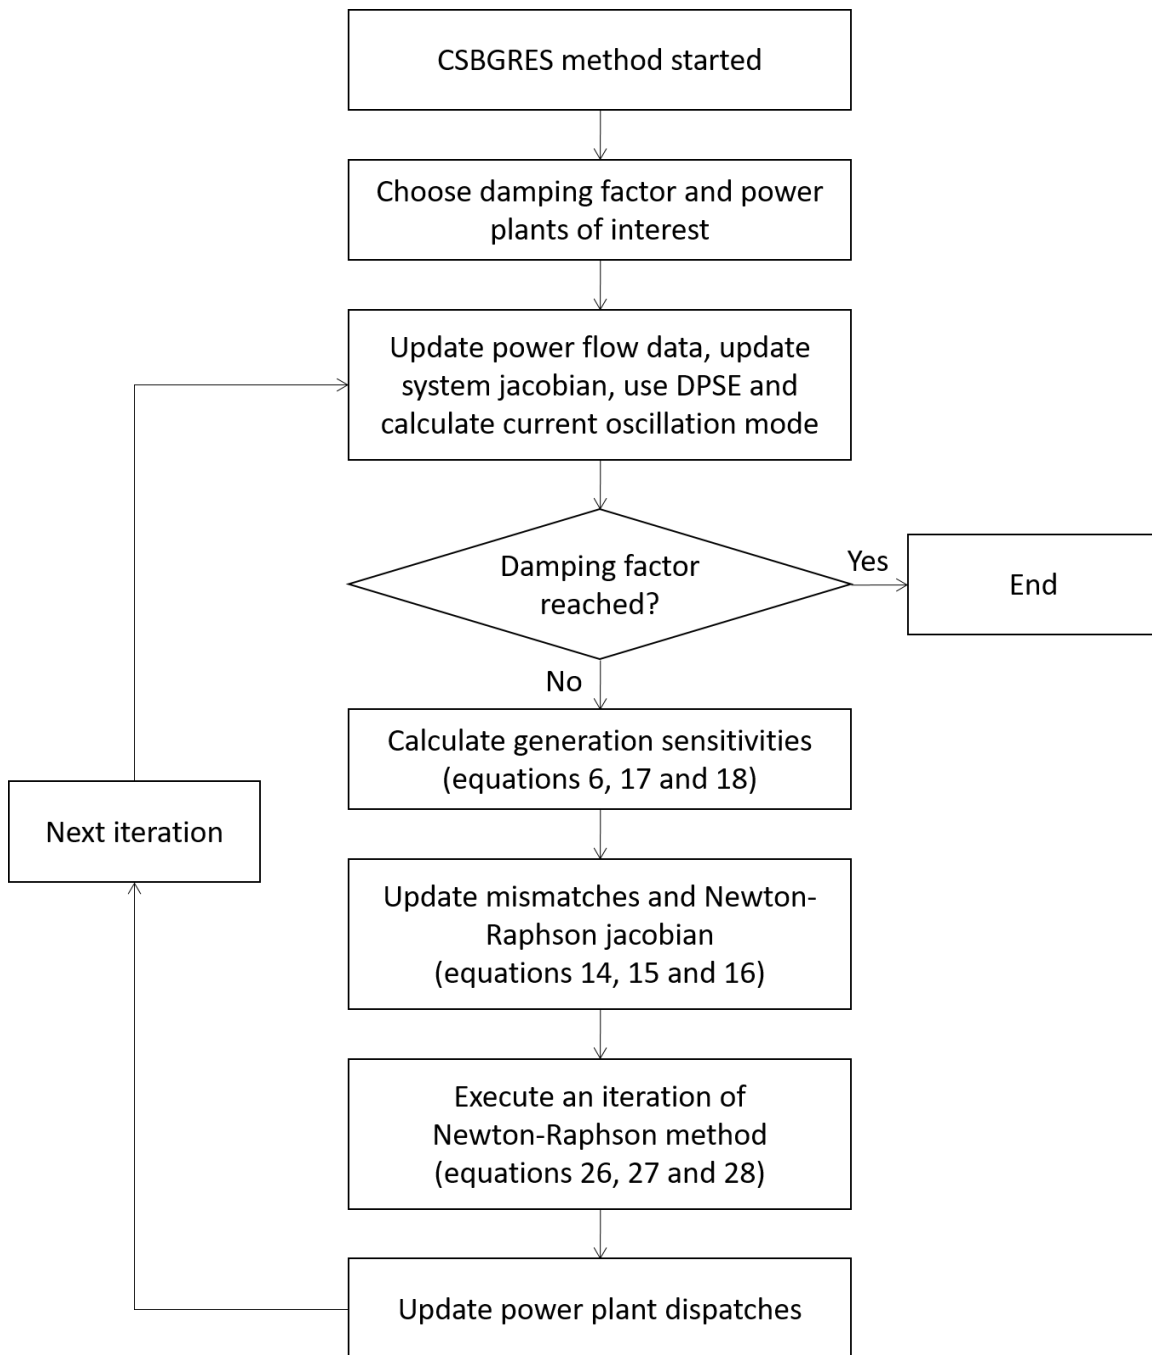 CSBGRES method started
Choose damping factor and power
plants of interest
Update power flow data, update
system jacobian, use DPSE and
calculate current oscillation mode
Damping factor
reached?
Yes
End
No
Calculate generation sensitivities
(equations 6, 17 and 18)
Next iteration
Update mismatches and Newton-
Raphson jacobian
(equations 14, 15 and 16)
Execute an iteration of
Newton-Raphson method
(equations 26, 27 and 28)
Update power plant dispatches